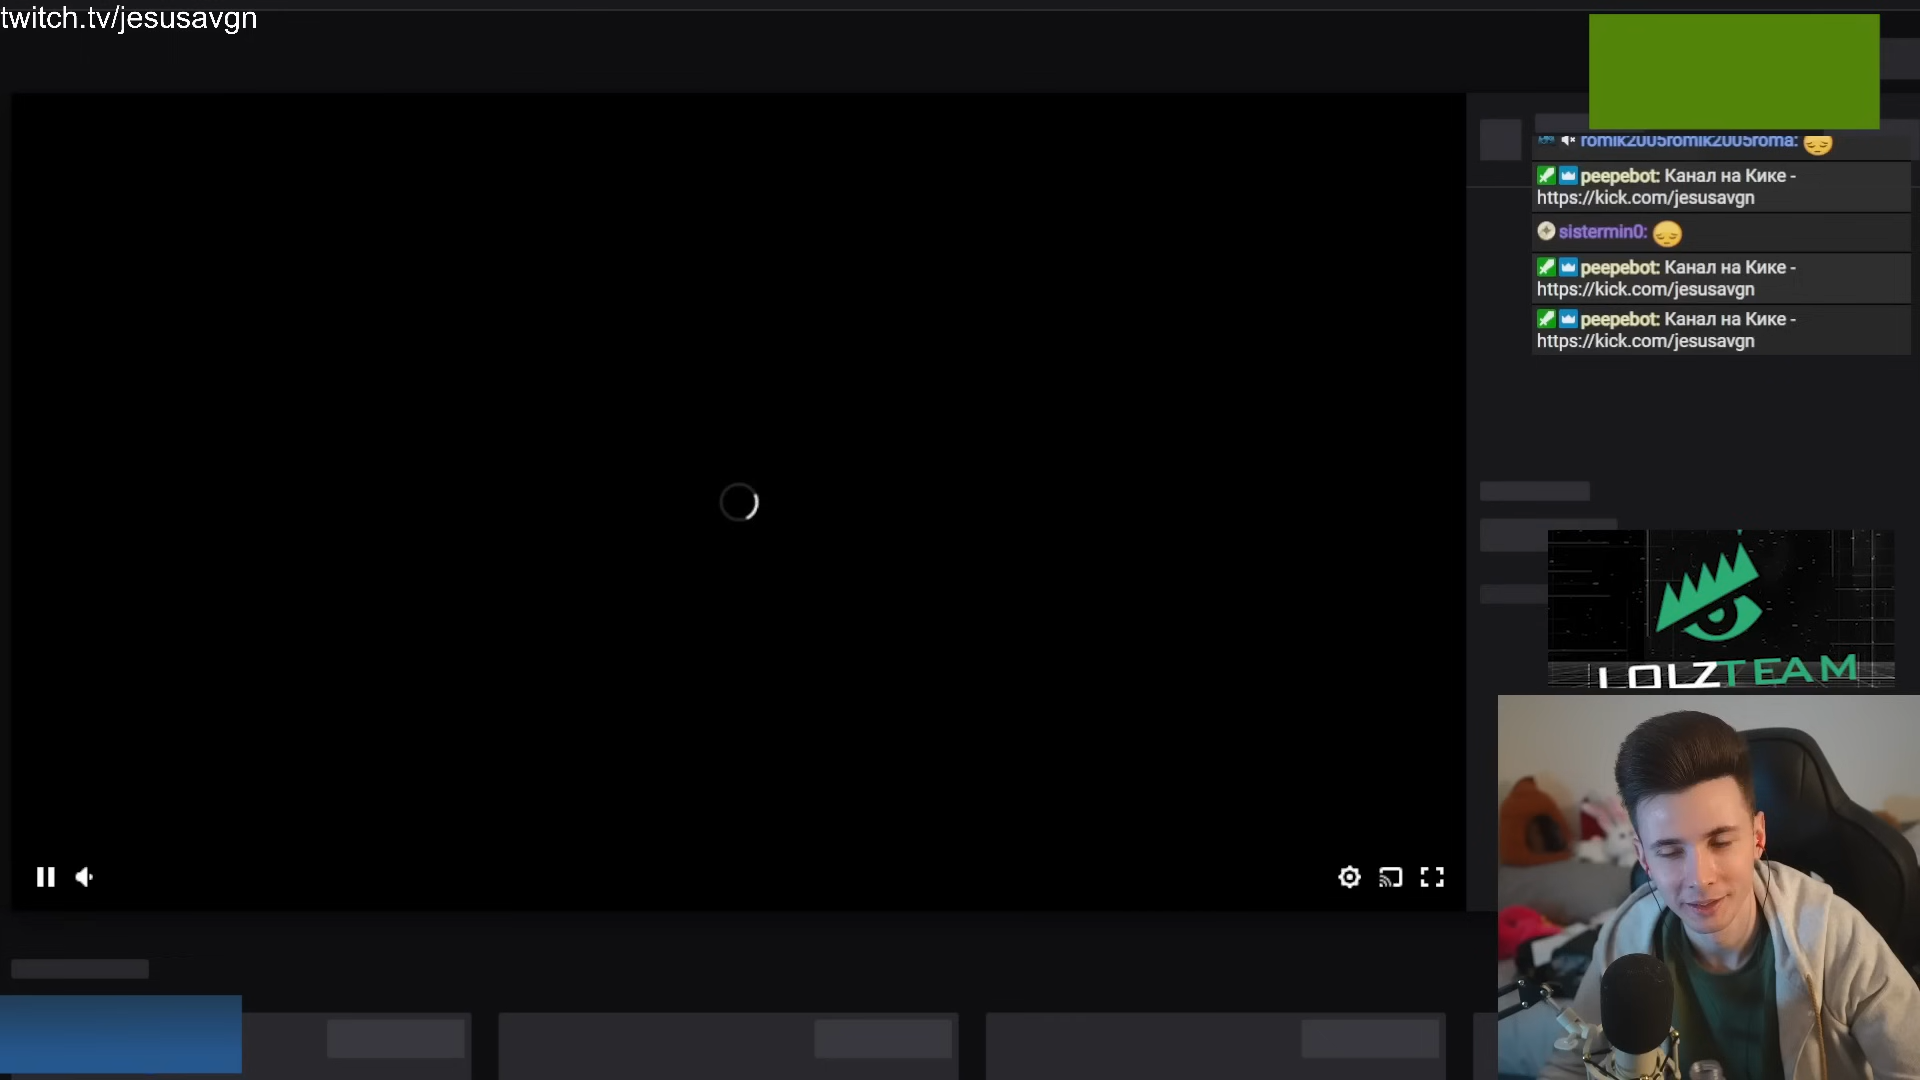 twitch.tv/jesusavgn
romik2005romik2005roma:
peepebot: Канал на Кике -
https://kick.com/jesusavgn
sistermin0:
peepebot: Канал на Кике -
https://kick.com/jesusavgn
peepebot: Канал на Кике -
https://kick.com/jesusavgn
LOLZTEAM